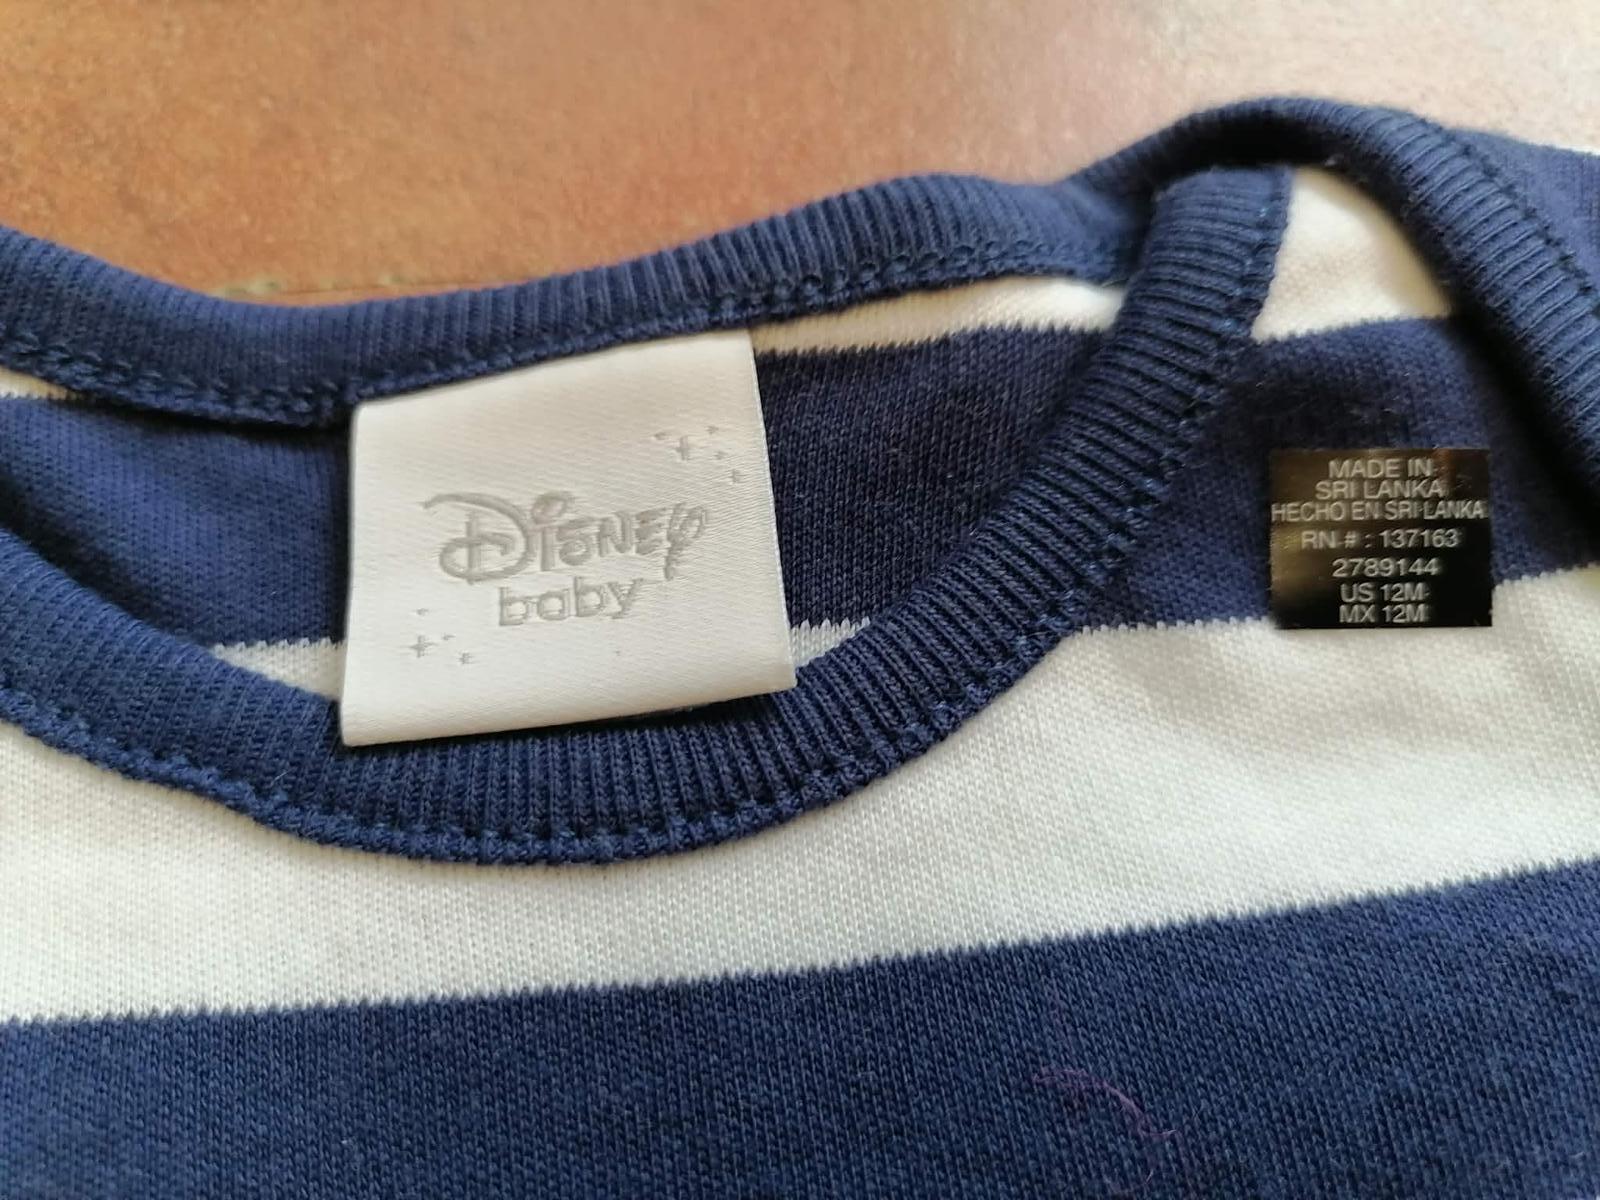 Disney
baby
MADE IN
SRI LANKA
HECHO EN SRI LANKA
RN # : 137163
2789144
US 12M
MX 12M